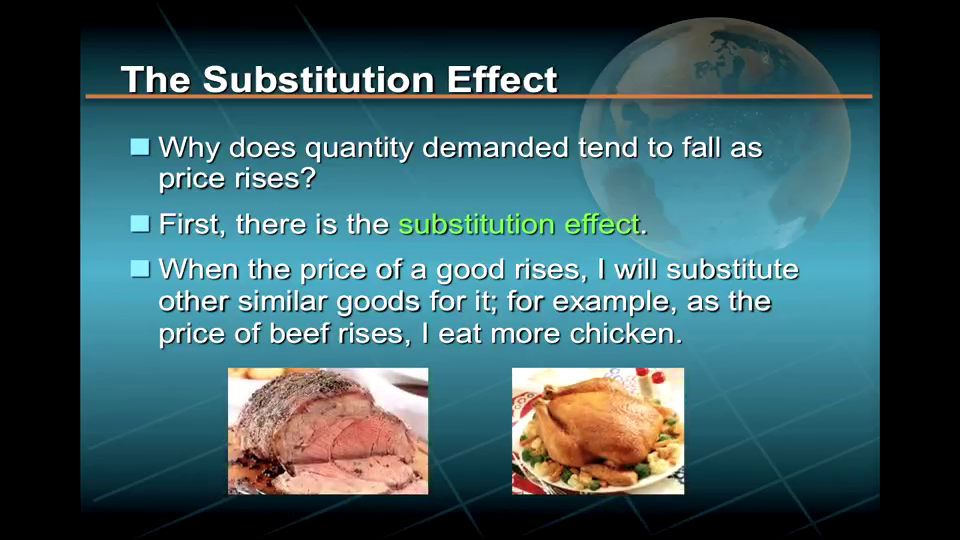 The Substitution Effect
Why does quantity demanded tend to fall as
price rises?
First, there is the substitution effect.
When the price of a good rises, I will substitute
other similar goods for it; for example, as the
price of beef rises, I eat more chicken.